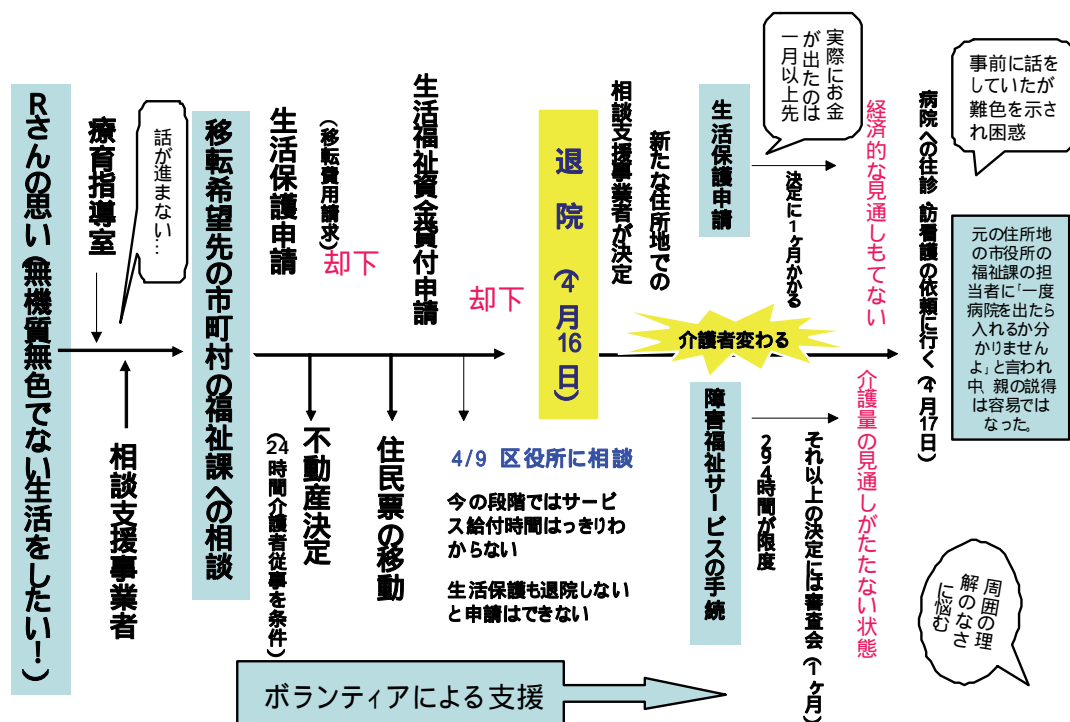 Rさんの思い（無機質無色でない生活をしたい！）
療育指導室
話が進まない…
相談支援事業者
移転希望先の市町村の福祉課への相談
生活保護申請
（移転費用請求）
却下
生活福祉資金貸付申請
却下
不動産決定
（24時間介護者従事を条件）
住民票の移動
4/9 区役所に相談
今の段階ではサービ
ス給付時間はっきりわ
からない
生活保護も退院しない
と申請はできない
退院（4月16日）
新たな住所地での
相談支援事業者が決定
生活保護申請
実際にお金
が出たのは
一月以上先
決定に1ヶ月かかる
経済的な見通しもてない
介護者変わる
障害福祉サービスの手続
294時間が限度
それ以上の決定には審査会（1ヶ月）
介護量の見通しがたたない状態
病院への往診、訪看護の依頼に行く（4月17日）
事前に話を
していたが
難色を示さ
れ困惑
元の住所地
の市役所の
福祉課の担
当者に「一度
病院を出たら
入れるか分
かりません
よ」と言われ
中、親の説得
は容易では
なった。
周囲の理
解のなさ
に悩む
ボランティアによる支援